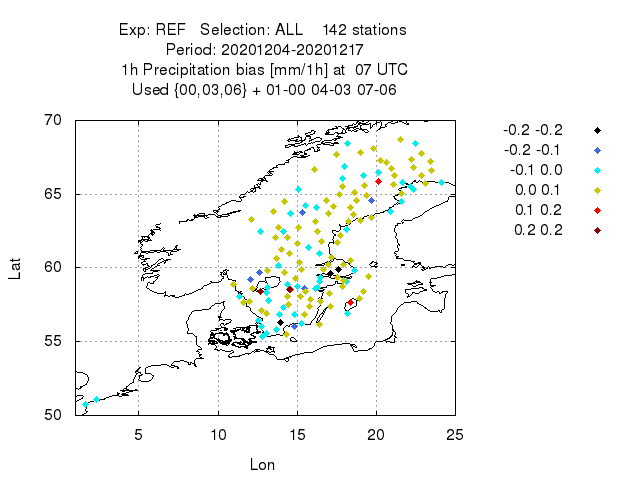 Exp: REF   Selection: ALL    142 stations
Period: 20201204-20201217
1h Precipitation bias [mm/1h] at  07 UTC
Used {00,03,06} + 01-00 04-03 07-06
-0.2 -0.2
-0.2 -0.1
-0.1 0.0
0.0 0.1
0.1 0.2
0.2 0.2
70
65
60
55
50
Lat
5 10 15 20 25
Lon